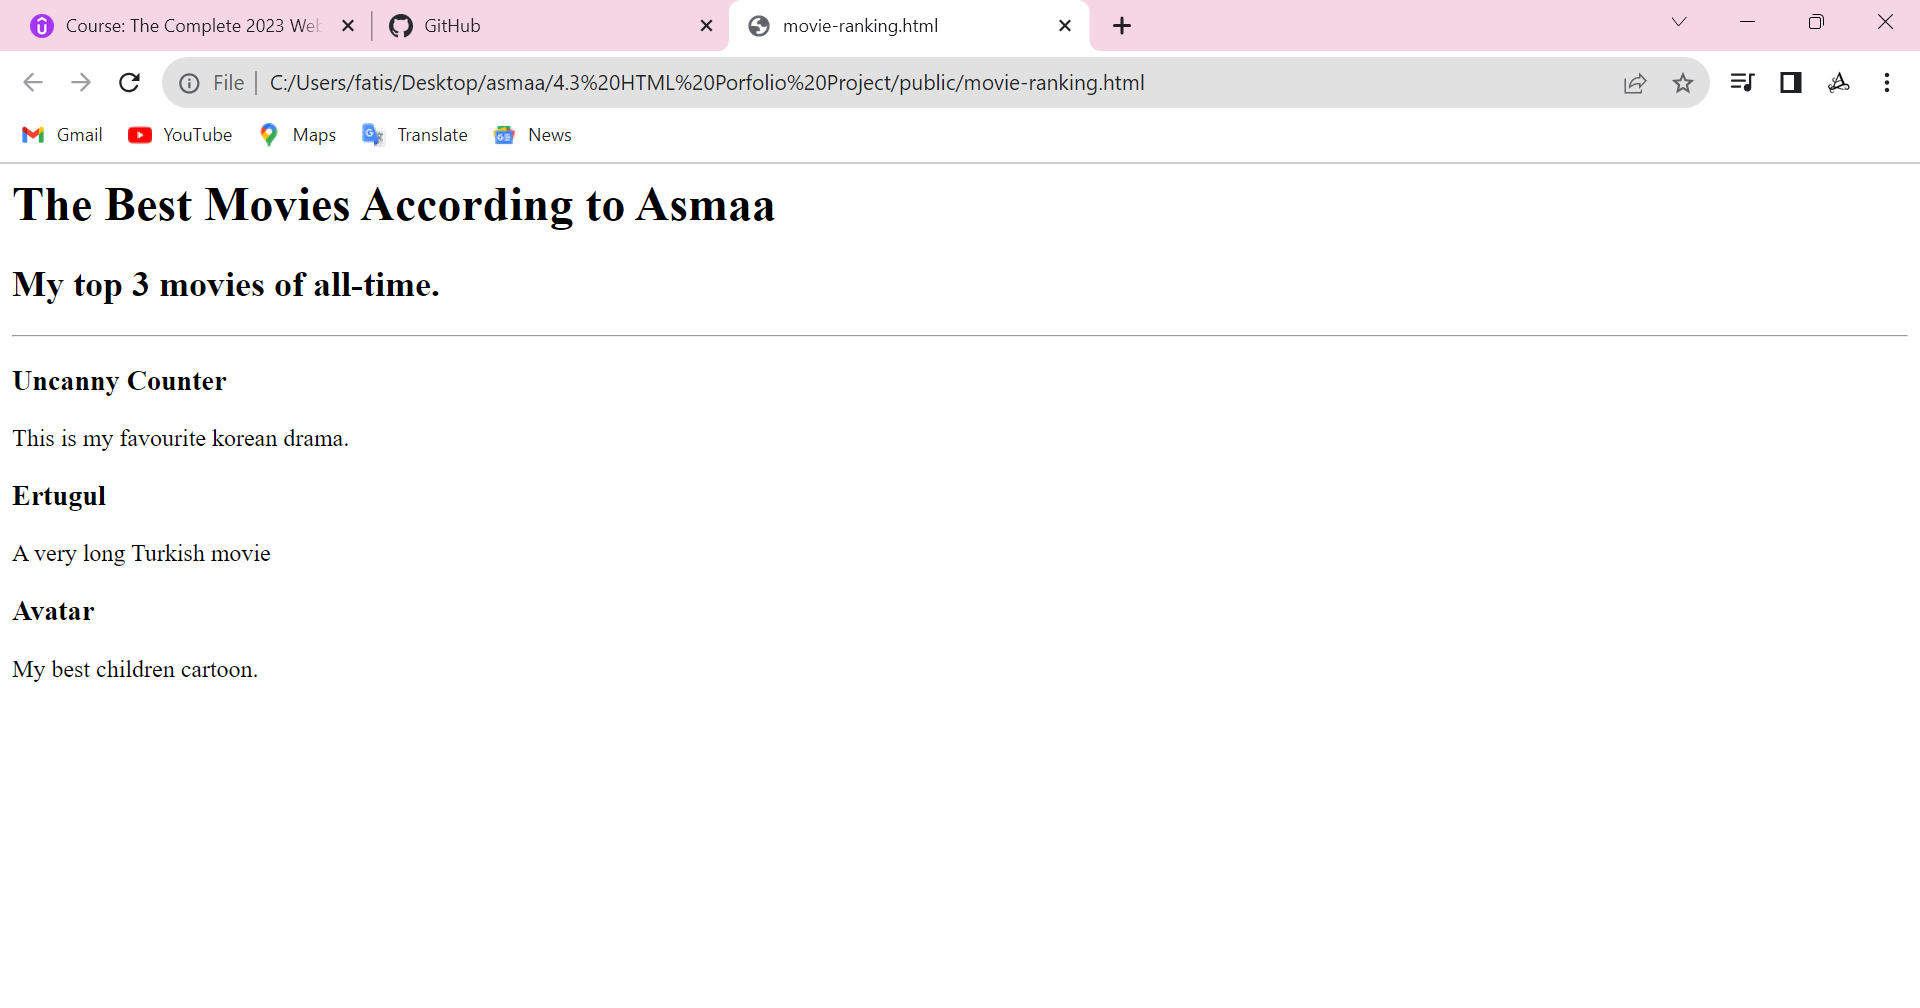 Course: The Complete 2023 Web
GitHub
movie-ranking.html
File
C:/Users/fatis/Desktop/asmaa/4.3%20HTML%20Porfolio%20Project/public/movie-ranking.html
Gmail
YouTube
Maps
Translate
News
The Best Movies According to Asmaa
My top 3 movies of all-time.
Uncanny Counter
This is my favourite korean drama.
Ertugul
A very long Turkish movie
Avatar
My best children cartoon.